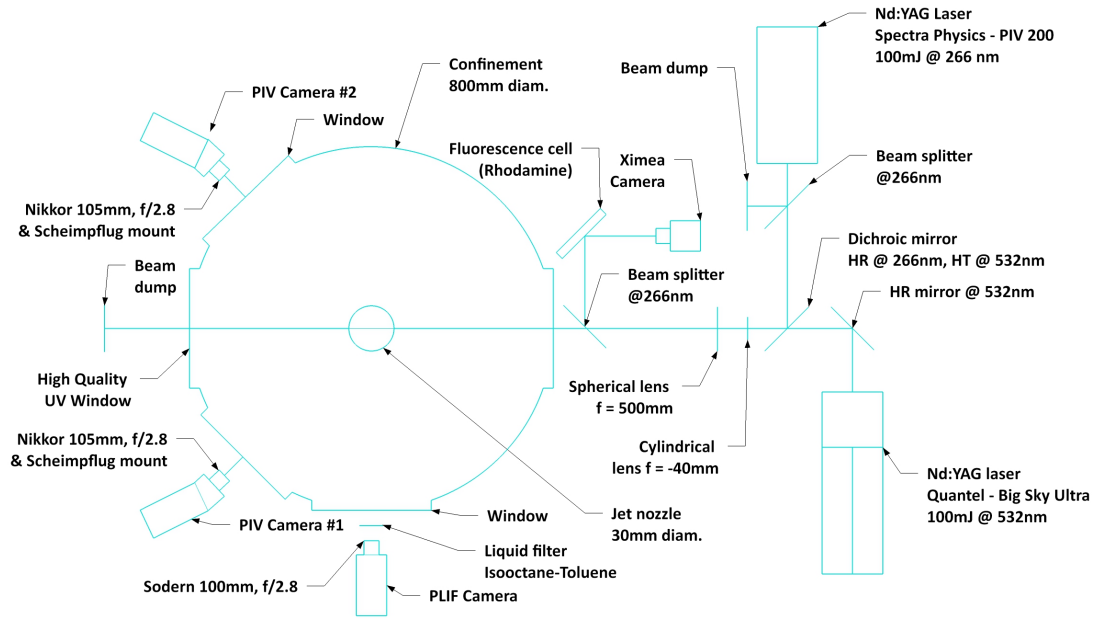 Nd:YAG Laser
Spectra Physics - PIV 200
100mJ @ 266 nm
Confinement
800mm diam.
Beam dump
PIV Camera #2
Window
Fluorescence cell
(Rhodamine)
Ximea
Camera
Beam splitter
@266nm
Nikkor 105mm, f/2.8
& Scheimpflug mount
Dichroic mirror
HR @ 266nm, HT @ 532nm
Beam
dump
Beam splitter
@266nm
HR mirror @ 532nm
High Quality
UV Window
Spherical lens
f = 500mm
Nikkor 105mm, f/2.8
& Scheimpflug mount
Cylindrical
lens f = -40mm
Nd:YAG laser
Quantel - Big Sky Ultra
100mJ @ 532nm
PIV Camera #1
Window
Jet nozzle
30mm diam.
Liquid filter
Isooctane-Toluene
Sodern 100mm, f/2.8
PLIF Camera